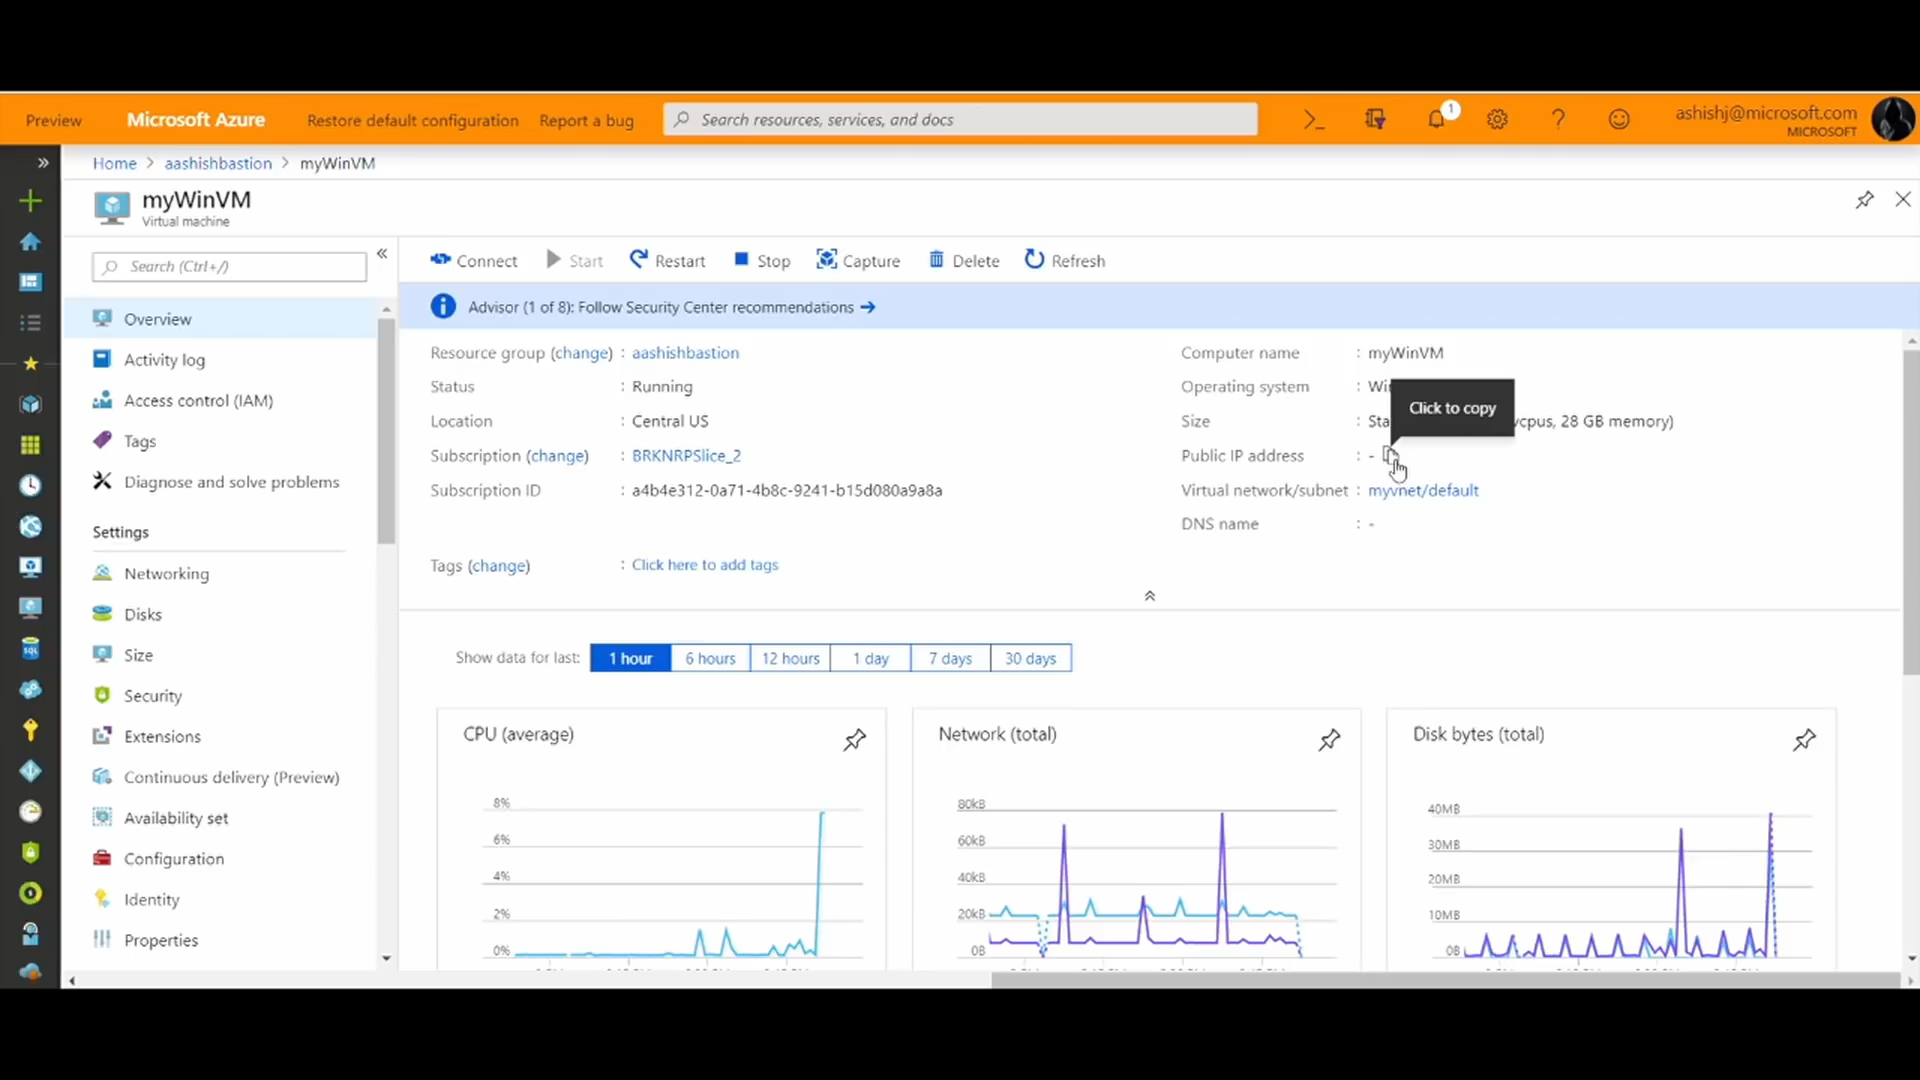 Preview Microsoft Azure Restore default configuration Report a bug Search resources, services, and docs 1 ashishj@microsoft.com
MICROSOFT
Home > aashishbastion > myWinVM
myWinVM
Virtual machine
Search (Ctrl+/)
Overview
Activity log
Access control (IAM)
Tags
Diagnose and solve problems
Settings
Networking
Disks
Size
Security
Extensions
Continuous delivery (Preview)
Availability set
Configuration
Identity
Properties
Connect Start Restart Stop Capture Delete Refresh
Advisor (1 of 8): Follow Security Center recommendations →
Resource group (change) : aashishbastion
Status : Running
Location : Central US
Subscription (change) : BRKNRPSlice_2
Subscription ID : a4b4e312-0a71-4b8c-9241-b15d080a9a8a
Tags (change) : Click here to add tags
Computer name : myWinVM
Operating system :
Click to copy
Size : vcpus, 28 GB memory)
Public IP address : -
Virtual network/subnet : myvnet/default
DNS name : -
Show data for last: 1 hour 6 hours 12 hours 1 day 7 days 30 days
CPU (average)
8%
6%
4%
2%
0%
Network (total)
80kB
60kB
40kB
20kB
0B
Disk bytes (total)
40MB
30MB
20MB
10MB
0B
SQL